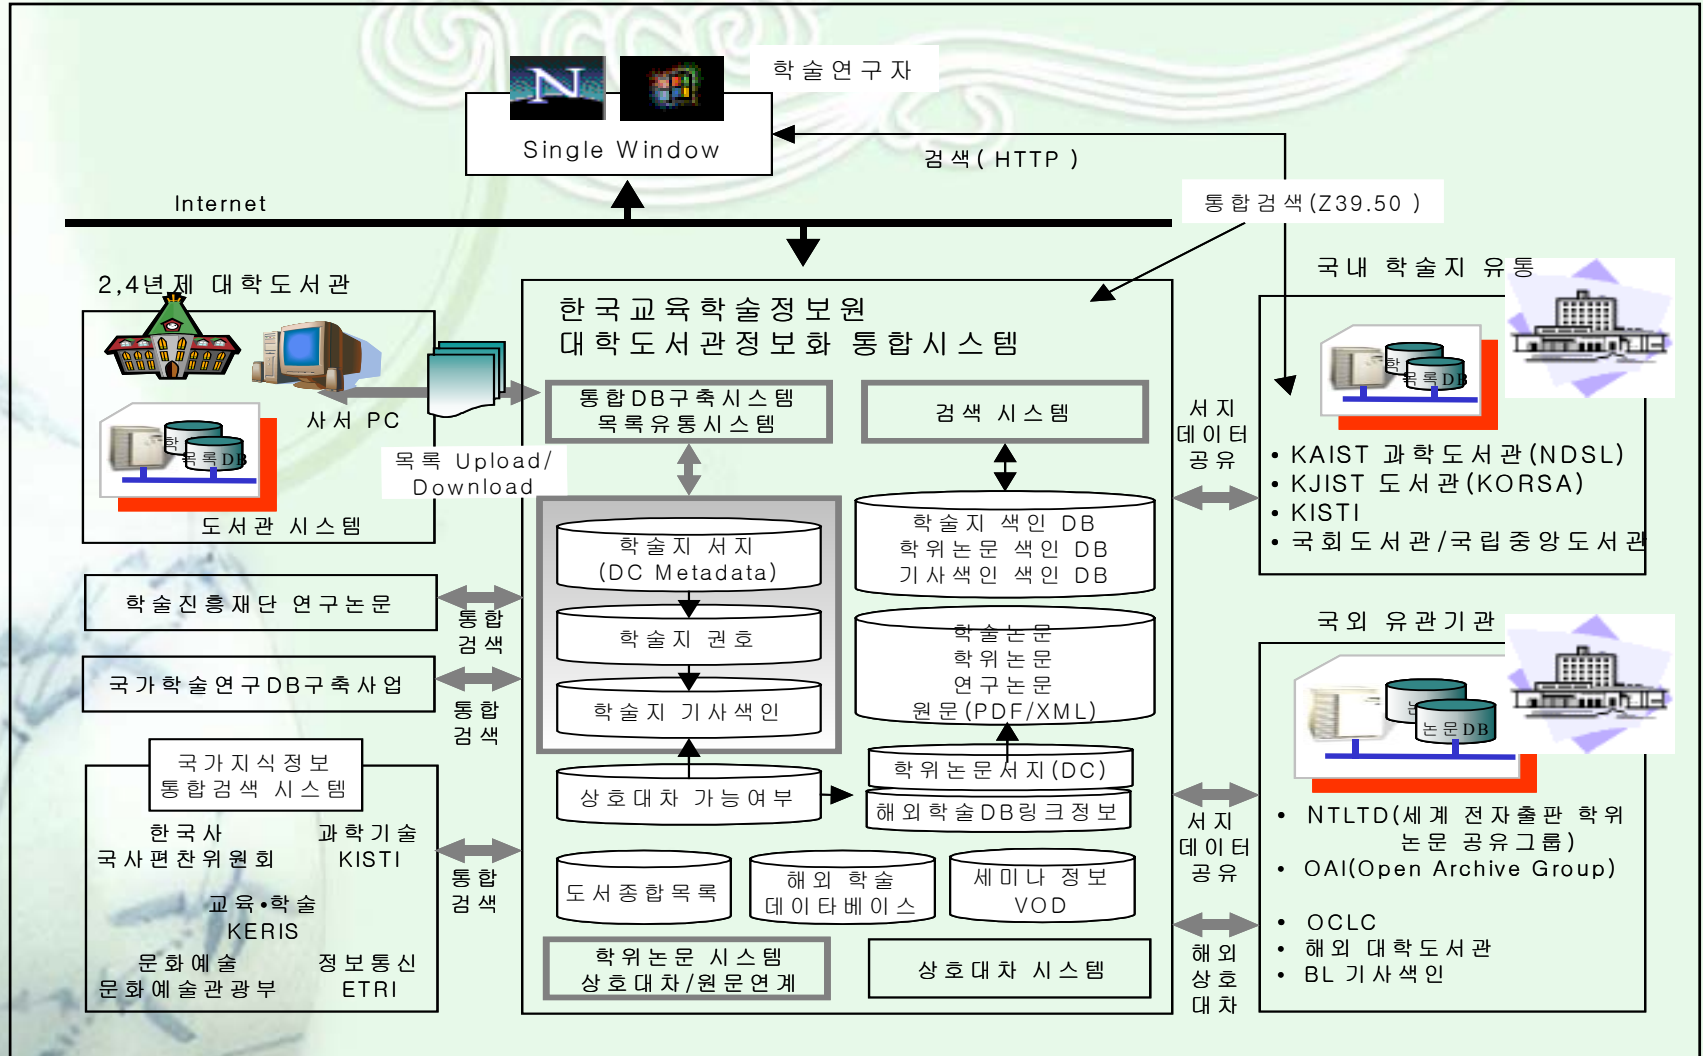 학술연구자
N
Single Window
검색( HTTP )
Internet
통합검색(Z39.50 )
2,4년제 대학도서관
사서 PC
학
목록DB
도서관 시스템
목록 Upload/
Download
학술진흥재단 연구논문
통합
검색
국가학술연구DB구축사업
통합
검색
국가지식정보
통합검색 시스템
한국사
국사편찬위원회
과학기술
KISTI
교육•학술
KERIS
문화예술
문화예술관광부
정보통신
ETRI
통합
검색
한국교육학술정보원
대학도서관정보화 통합시스템
통합DB구축시스템
목록유통시스템
검색 시스템
학술지 서지
(DC Metadata)
학술지 권호
학술지 기사색인
상호대차 가능여부
학술지 색인 DB
학위논문 색인 DB
기사색인 색인 DB
학술논문
학위논문
연구논문
원문(PDF/XML)
학위논문서지(DC)
해외학술DB링크정보
도서종합목록
해외 학술
데이타베이스
세미나 정보
VOD
학위논문 시스템
상호대차/원문연계
상호대차 시스템
서지
데이터
공유
국내 학술지 유통
학
목록DB
• KAIST 과학도서관(NDSL)
• KJIST 도서관(KORSA)
• KISTI
• 국회도서관/국립중앙도서관
국외 유관기관
논문DB
서지
데이터
공유
• NTLTD(세계 전자출판 학위
논문 공유그룹)
• OAI(Open Archive Group)
• OCLC
• 해외 대학도서관
• BL 기사색인
해외
상호
대차